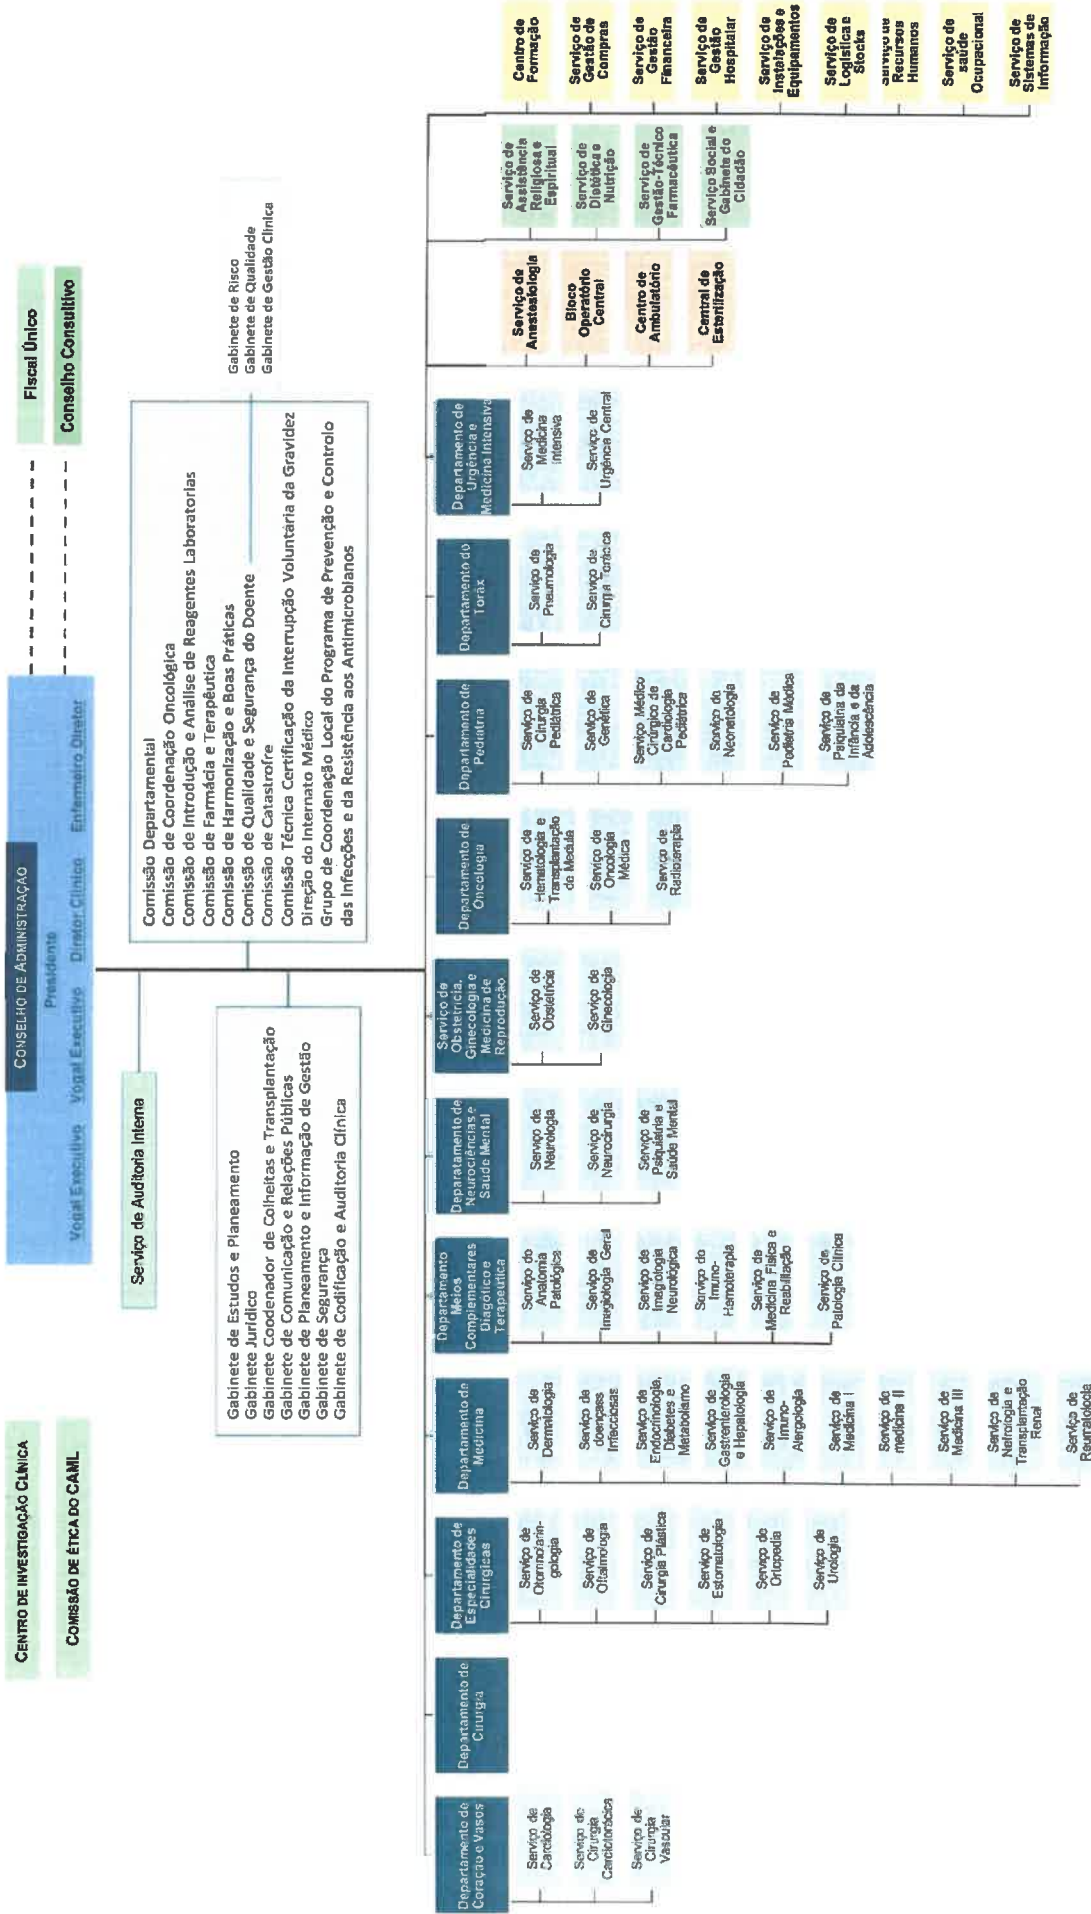 CENTRO DE INVESTIGAÇÃO CLÍNICA
COMISSÃO DE ÉTICA DO CAML
CONSELHO DE ADMINISTRAÇÃO
Presidente
Vogal Executivo Vogal Executivo Diretor Clínico Enfermeiro Diretor
Fiscal Único
Conselho Consultivo
Serviço de Auditoria Interna
Gabinete de Estudos e Planeamento
Gabinete Jurídico
Gabinete Coodenador de Colheitas e Transplantação
Gabinete de Comunicação e Relações Públicas
Gabinete de Planeamento e Informação de Gestão
Gabinete de Segurança
Gabinete de Codificação e Auditoria Clínica
Comissão Departamental
Comissão de Coordenação Oncológica
Comissão de Introdução e Análise de Reagentes Laboratorias
Comissão de Farmácia e Terapêutica
Comissão de Harmonização e Boas Práticas
Comissão de Qualidade e Segurança do Doente
Comissão de Catastrofre
Comissão Técnica Certificação da Interrupção Voluntária da Gravidez
Direção do Internato Médico
Grupo de Coordenação Local do Programa de Prevenção e Controlo
das Infecções e da Resistência aos Antimicrobianos
Gabinete de Risco
Gabinete de Qualidade
Gabinete de Gestão Clínica
Departamento de
Coração e Vasos
Serviço de
Cardiologia
Serviço de
Cirurgia
Cardiotorácica
Serviço de
Cirurgia
Vascular
Departamento de
Cirurgia
Departamento de
Especialidades
Cirurgicas
Serviço de
Otorrinolarin-
gologia
Serviço de
Oftalmologia
Serviço de
Cirurgia Plástica
Serviço de
Estomatologia
Serviço de
Ortopedia
Serviço de
Urologia
Departamento de
Medicina
Serviço de
Dermatologia
Serviço de
doenças
Infecciosas
Serviço de
Endocrinologia,
Diabetes e
Metabolismo
Serviço de
Gastrenterologia
e Hepatologia
Serviço de
Imuno-
Alergologia
Serviço de
Medicina I
Serviço de
medicina II
Serviço de
Medicina III
Serviço de
Nefrologia e
Transplantação
Renal
Serviço de
Reumatologia
Departamento
Meios
Complementares
Diagótico e
Terapeutica
Serviço de
Anatomia
Patológica
Serviço de
Imagiologia Geral
Serviço de
Imagiologia
Neurológica
Serviço de
Imuno-
Hemoterapia
Serviço de
Medicina Fisica e
Reabilitação
Serviço de
Patologia Clínica
Deparatamento de
Neurociências e
Saúde Mental
Serviço de
Neurologia
Serviço de
Neurocirurgia
Serviço de
Psiquiatria e
Saúde Mental
Serviço de
Obstetricia,
Ginecologia e
Medicina de
Reprodução
Serviço de
Obstetrícia
Serviço de
Ginecologia
Departamento de
Oncologia
Serviço de
Hematologia e
Transplantação
de Medula
Serviço de
Oncologia
Médica
Serviço de
Radioterapia
Departamento de
Pediatria
Serviço de
Cirurgia
Pediátrica
Serviço de
Genética
Serviço Médico
Cirúrgico de
Cardiologia
Pediátrica
Serviço de
Neonatologia
Serviço de
Pediatria Médica
Serviço de
Psiquiatria da
Infância e da
Adolescência
Departamento do
Toráx
Serviço de
Pneumologia
Serviço de
Cirurgia Torácica
Departamento de
Urgência e
Medicina Intensiva
Serviço de
Medicina
Intensiva
Serviço de
Urgência Central
Serviço de
Anestesiologia
Bloco
Operatório
Central
Centro de
Ambulatório
Central de
Esterilização
Serviço de
Assistência
Religiosa e
Espiritual
Serviço de
Dietética e
Nutrição
Serviço de
Gestão-Técnico
Farmacêutica
Serviço Social e
Gabinete do
Cidadão
Centro de
Formação
Serviço de
Gestão de
Compras
Serviço de
Gestão
Financeira
Serviço de
Gestão
Hospitalar
Serviço de
Instalações e
Equipamentos
Serviço de
Logística e
Stocks
Serviço de
Recursos
Humanos
Serviço de
saúde
Ocupacional
Serviço de
Sistemas de
Informação